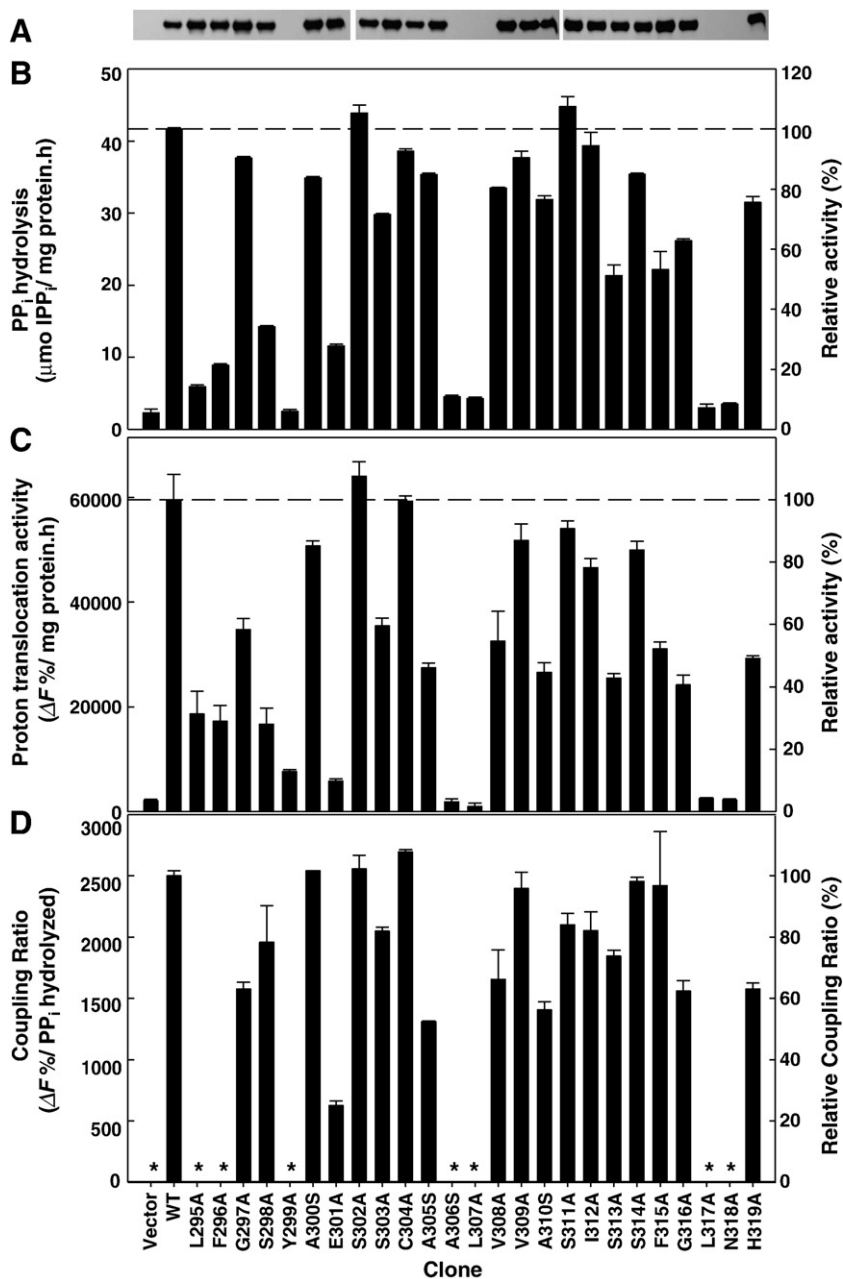 A
B
50
40
30
20
10
0
PPi hydrolysis
(μmo lPPi/ mg protein.h)
120
100
80
60
40
20
0
Relative activity (%)
C
60000
40000
20000
0
Proton translocation activity
(ΔF %/ mg protein.h)
100
80
60
40
20
0
Relative activity (%)
D
3000
2500
2000
1500
1000
500
0
Coupling Ratio
(ΔF %/ PPi hydrolyzed)
100
80
60
40
20
0
Relative Coupling Ratio (%)
* * * * * * * *
Vector
WT
L295A
F296A
G297A
S298A
Y299A
A300S
E301A
S302A
S303A
C304A
A305S
A306S
L307A
V308A
V309A
A310S
S311A
I312A
S313A
S314A
F315A
G316A
L317A
N318A
H319A
Clone